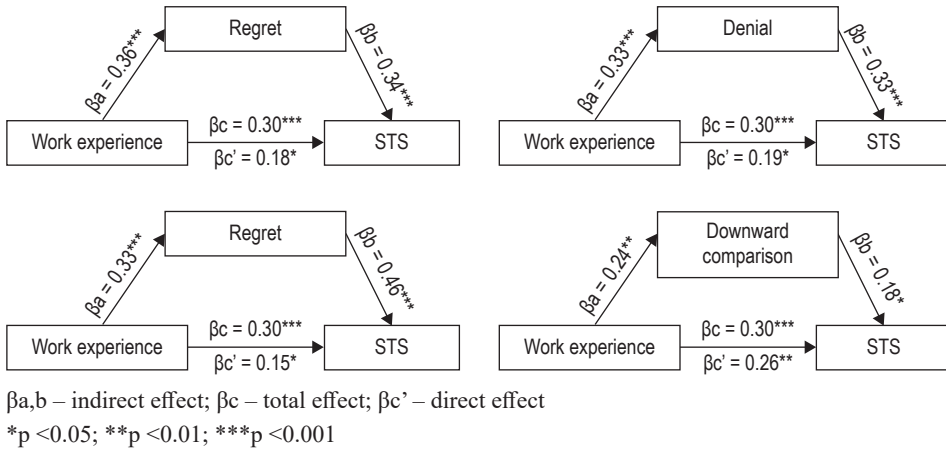 Regret
βa = 0.36***
βb = 0.34***
Work experience
βc = 0.30***
βc’ = 0.18*
STS
Denial
βa = 0.33***
βb = 0.33***
Work experience
βc = 0.30***
βc’ = 0.19*
STS
Regret
βa = 0.33***
βb = 0.46***
Work experience
βc = 0.30***
βc’ = 0.15*
STS
Downward
comparison
βa = 0.24**
βb = 0.18*
Work experience
βc = 0.30***
βc’ = 0.26**
STS
βa,b – indirect effect; βc – total effect; βc’ – direct effect
*p <0.05; **p <0.01; ***p <0.001